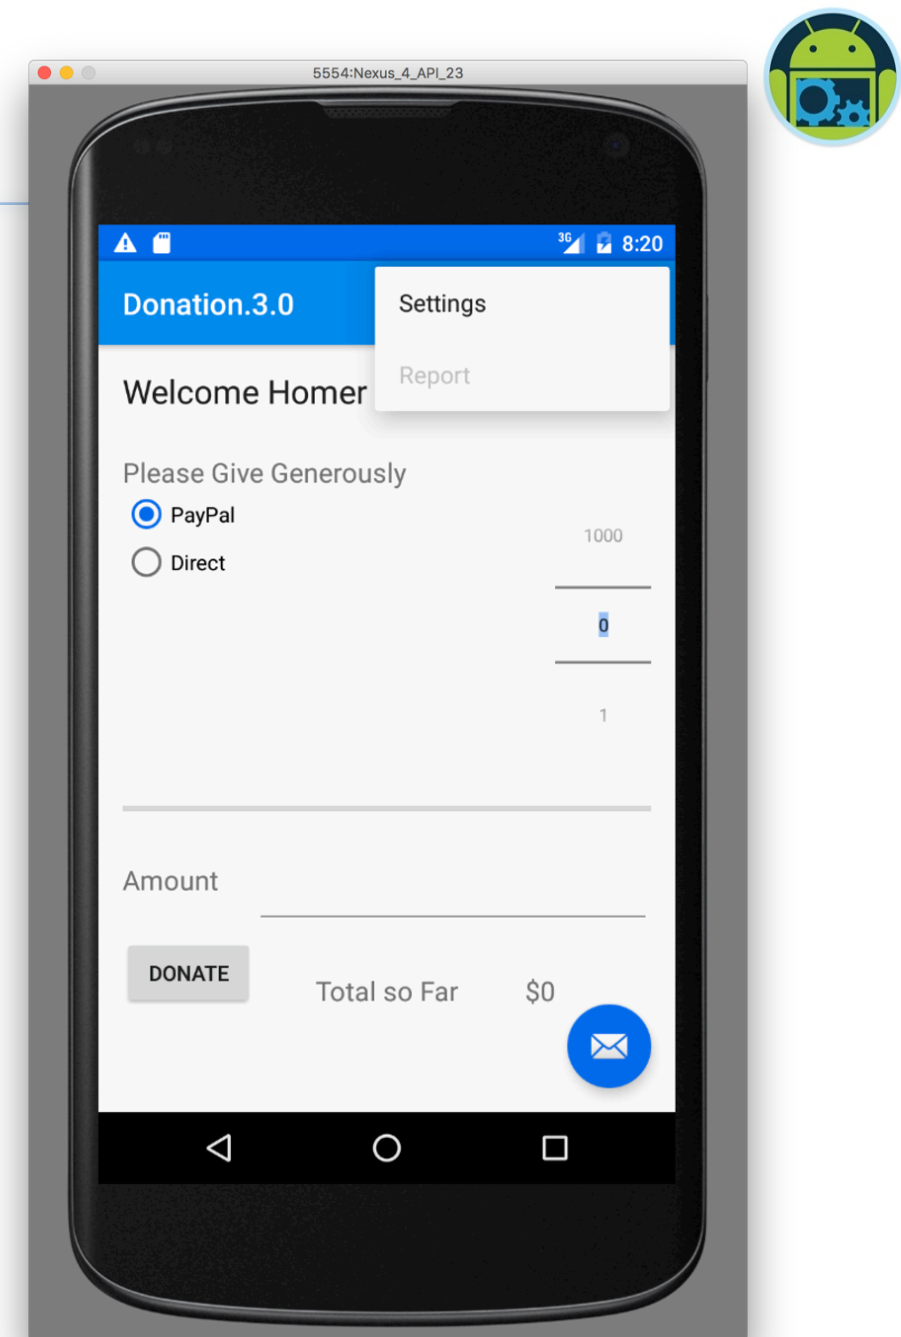 5554:Nexus_4_API_23
3G 8:20
Donation.3.0
Settings
Report
Welcome Homer
Please Give Generously
PayPal
1000
Direct
0
1
Amount
DONATE
Total so Far $0